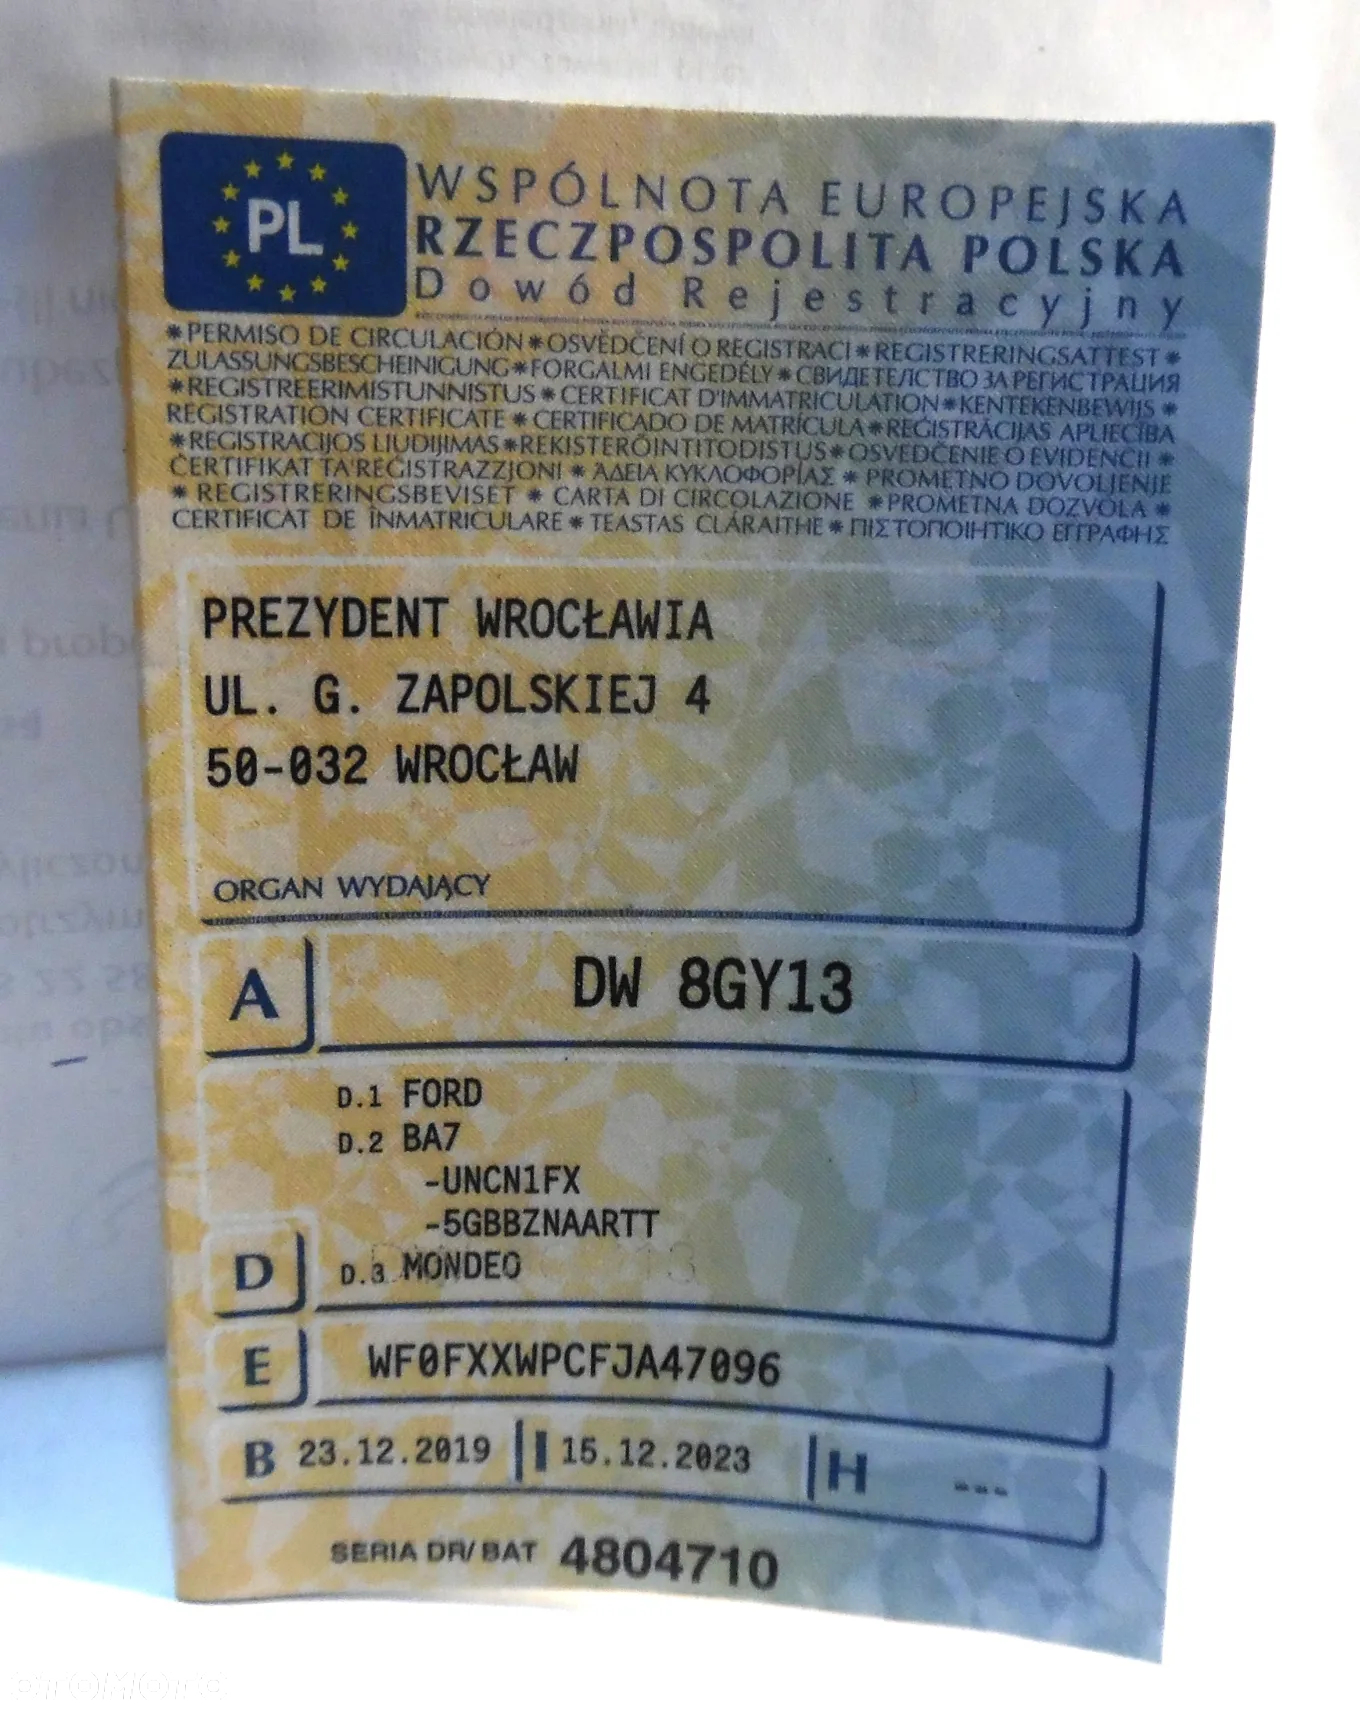 PL
WSPÓLNOTA EUROPEJSKA
RZECZPOSPOLITA POLSKA
Dowód Rejestracyjny
*PERMISO DE CIRCULACIÓN*OSVĚDČENÍ O REGISTRACI*REGISTRERINGSATTEST*
ZULASSUNGSBESCHEINIGUNG*FORGALMI ENGEDÉLY*СВИДЕТЕЛСТВО ЗА РЕГИСТРАЦИЯ
*REGISTREERIMISTUNNISTUS*CERTIFICAT D'IMMATRICULATION*KENTEKENBEWIJS*
REGISTRATION CERTIFICATE*CERTIFICADO DE MATRÍCULA*REĢISTRĀCIJAS APLIECĪBA
*REGISTRACIJOS LIUDIJIMAS*REKISTERÖINTITODISTUS*OSVEDČENIE O EVIDENCII*
ĊERTIFIKAT TA'REĠISTRAZZJONI*ΆΔΕΙΑ ΚΥΚΛΟΦΟΡΊΑΣ*PROMETNO DOVOLJENJE
*REGISTRERINGSBEVISET*CARTA DI CIRCOLAZIONE*PROMETNA DOZVOLA*
CERTIFICAT DE ÎNMATRICULARE*TEASTAS CLÁRAITHE*ΠΙΣΤΟΠΟΙΗΤΙΚΟ ΕΓΓΡΑΦΗΣ
PREZYDENT WROCŁAWIA
UL. G. ZAPOLSKIEJ 4
50-032 WROCŁAW
ORGAN WYDAJĄCY
A DW 8GY13
D.1 FORD
D.2 BA7
-UNCN1FX
-5GBBZNAARTT
D D.3 MONDEO
E WF0FXXWPCFJA47096
B 23.12.2019 I 15.12.2023 H ---
SERIA DR/BAT 4804710
OTOMOTO